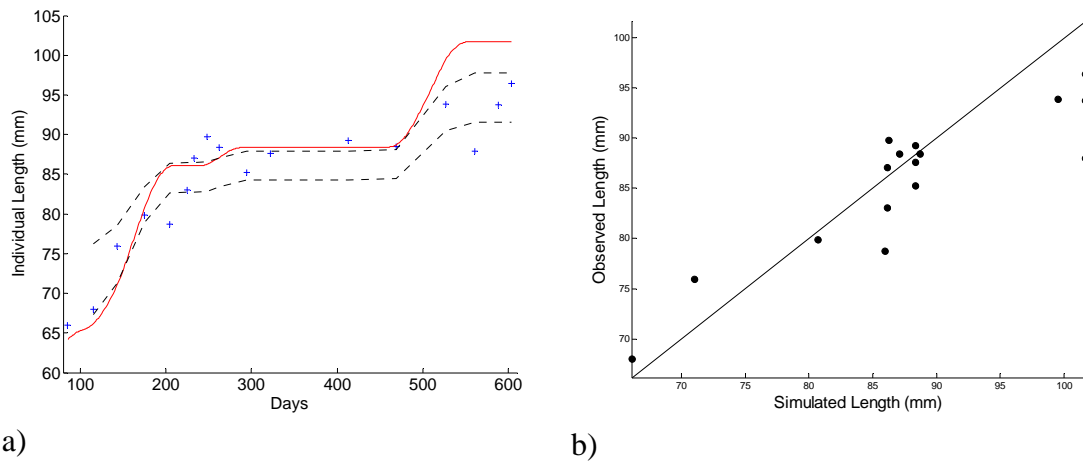 105
100
95
90
85
80
75
70
65
60
Individual Length (mm)
100 200 300 400 500 600
Days
a)
100
95
90
85
80
75
70
Observed Length (mm)
70 75 80 85 90 95 100
Simulated Length (mm)
b)